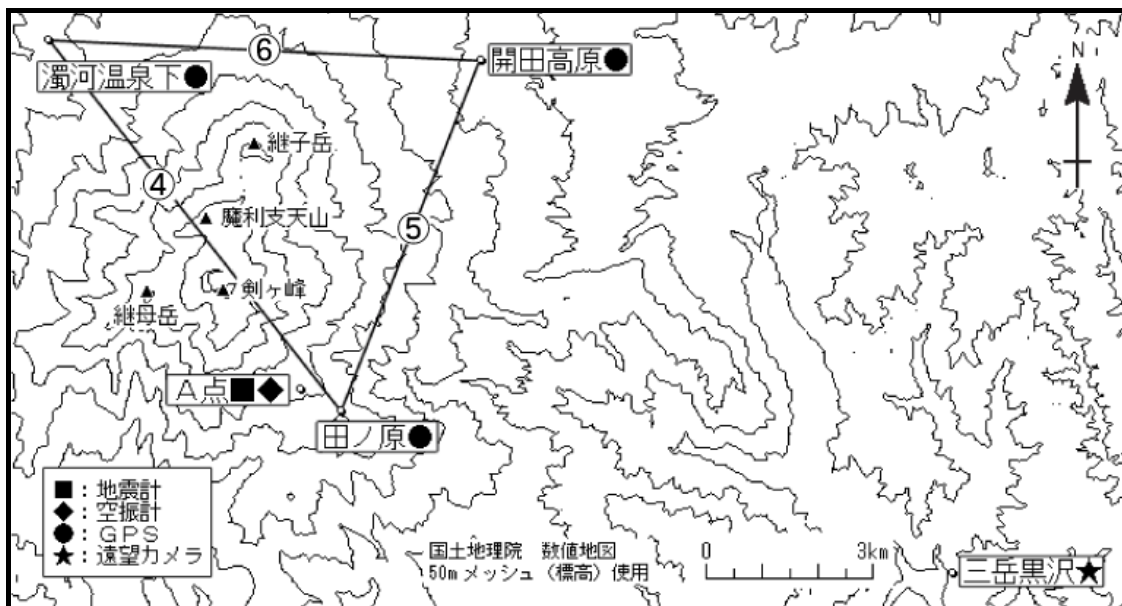 ⑥
開田高原●
N
濁河温泉下●
▲継子岳
④
▲魔利支天山
⑤
▲剣ヶ峰
▲
継母岳
A点■◆
田ノ原●
■:地震計
◆:空振計
●:GPS
★:遠望カメラ
国土地理院 数値地図
50mメッシュ(標高)使用
0 3km
三岳黒沢★